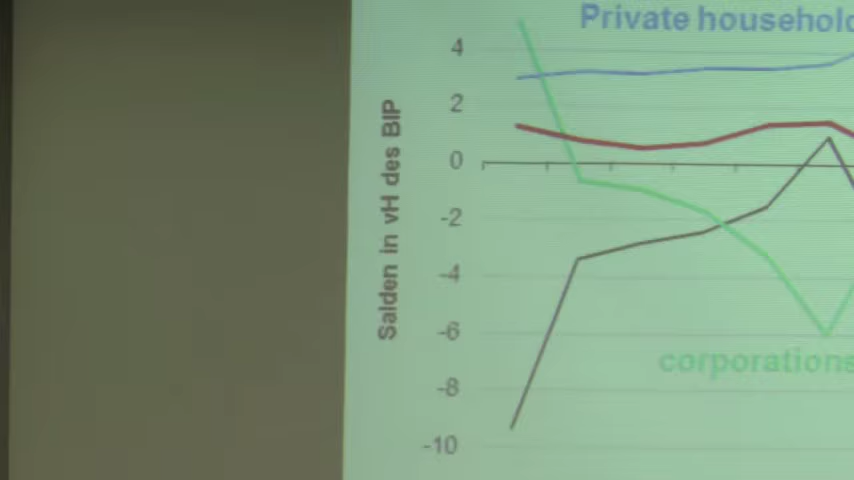 Private househol
4
2
0
-2
-4
-6
-8
-10
Salden in vH des BIP
corporations